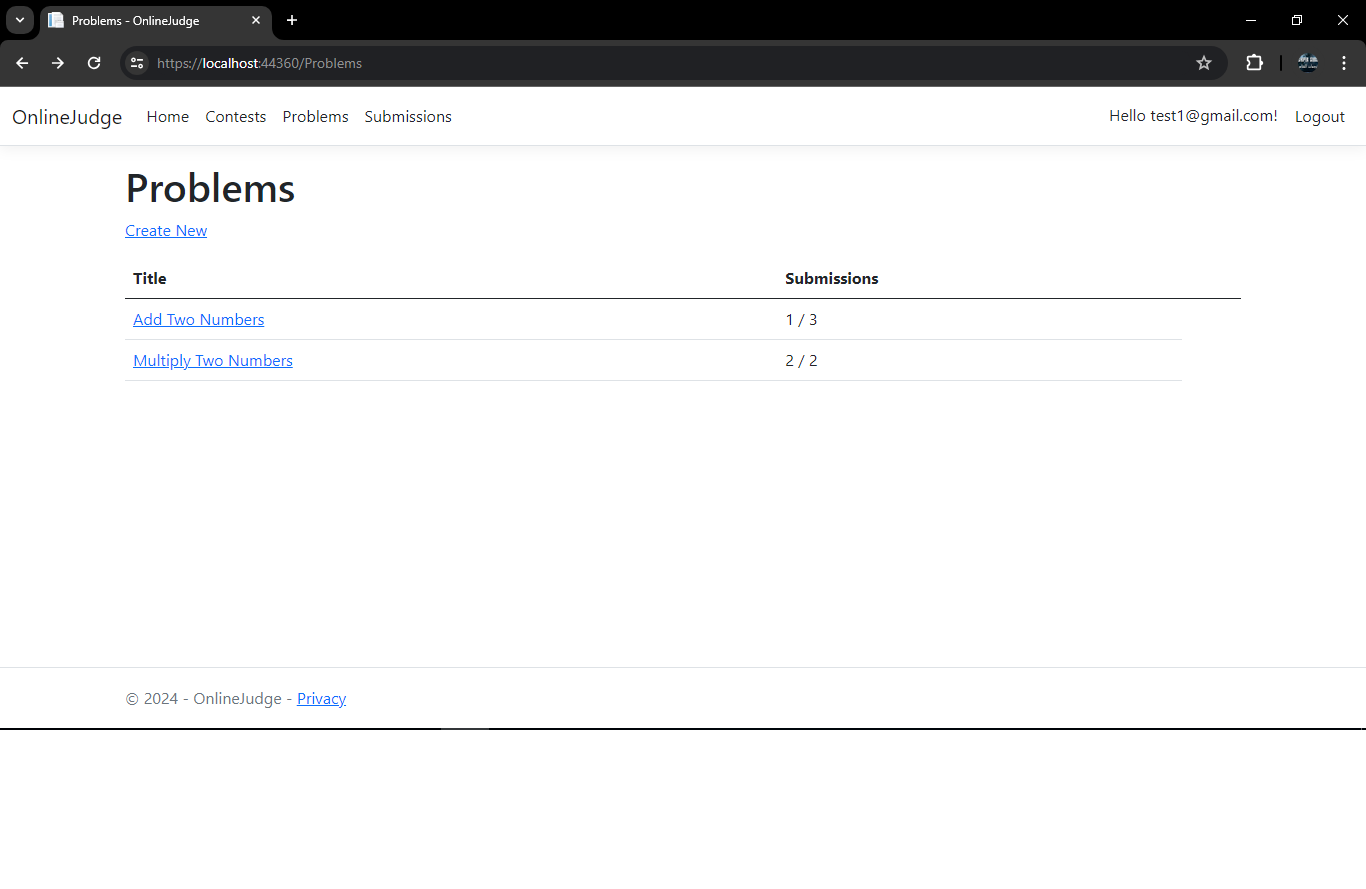 Problems - OnlineJudge
https://localhost:44360/Problems
OnlineJudge Home Contests Problems Submissions Hello test1@gmail.com! Logout
Problems
Create New
Title Submissions
Add Two Numbers 1 / 3
Multiply Two Numbers 2 / 2
© 2024 - OnlineJudge - Privacy